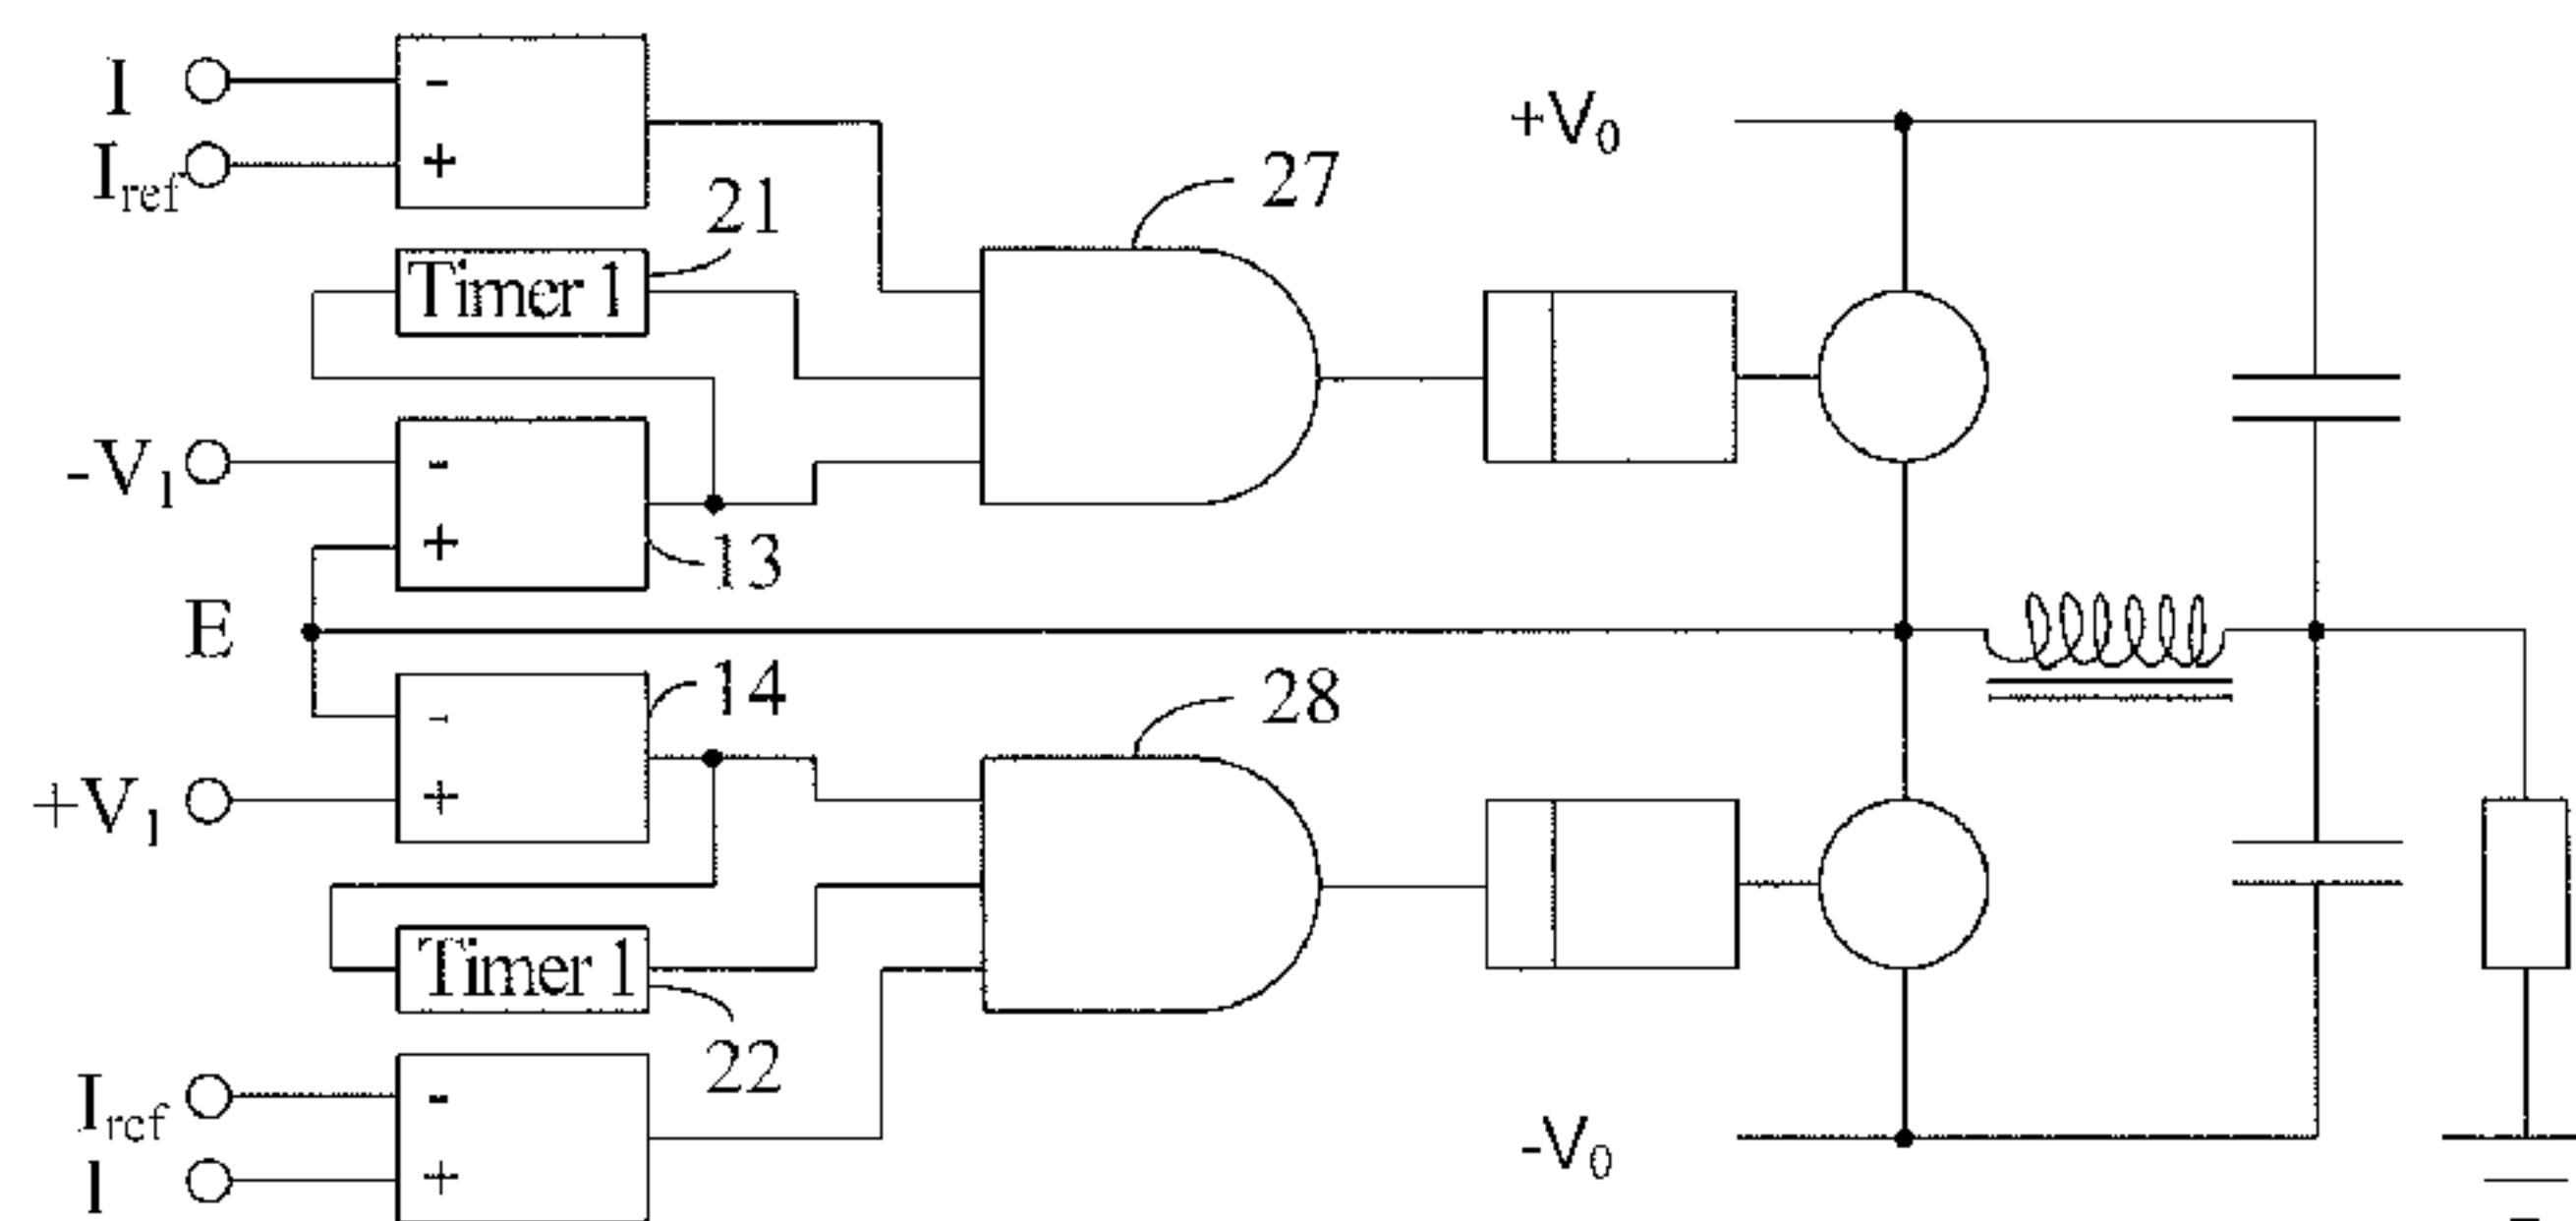 I
-
I_ref
+
21
Timer 1
27
+V_0
-V_1
-
+
13
E
14
-
+V_1
+
28
Timer 1
22
I_ref
-
I
+
-V_0